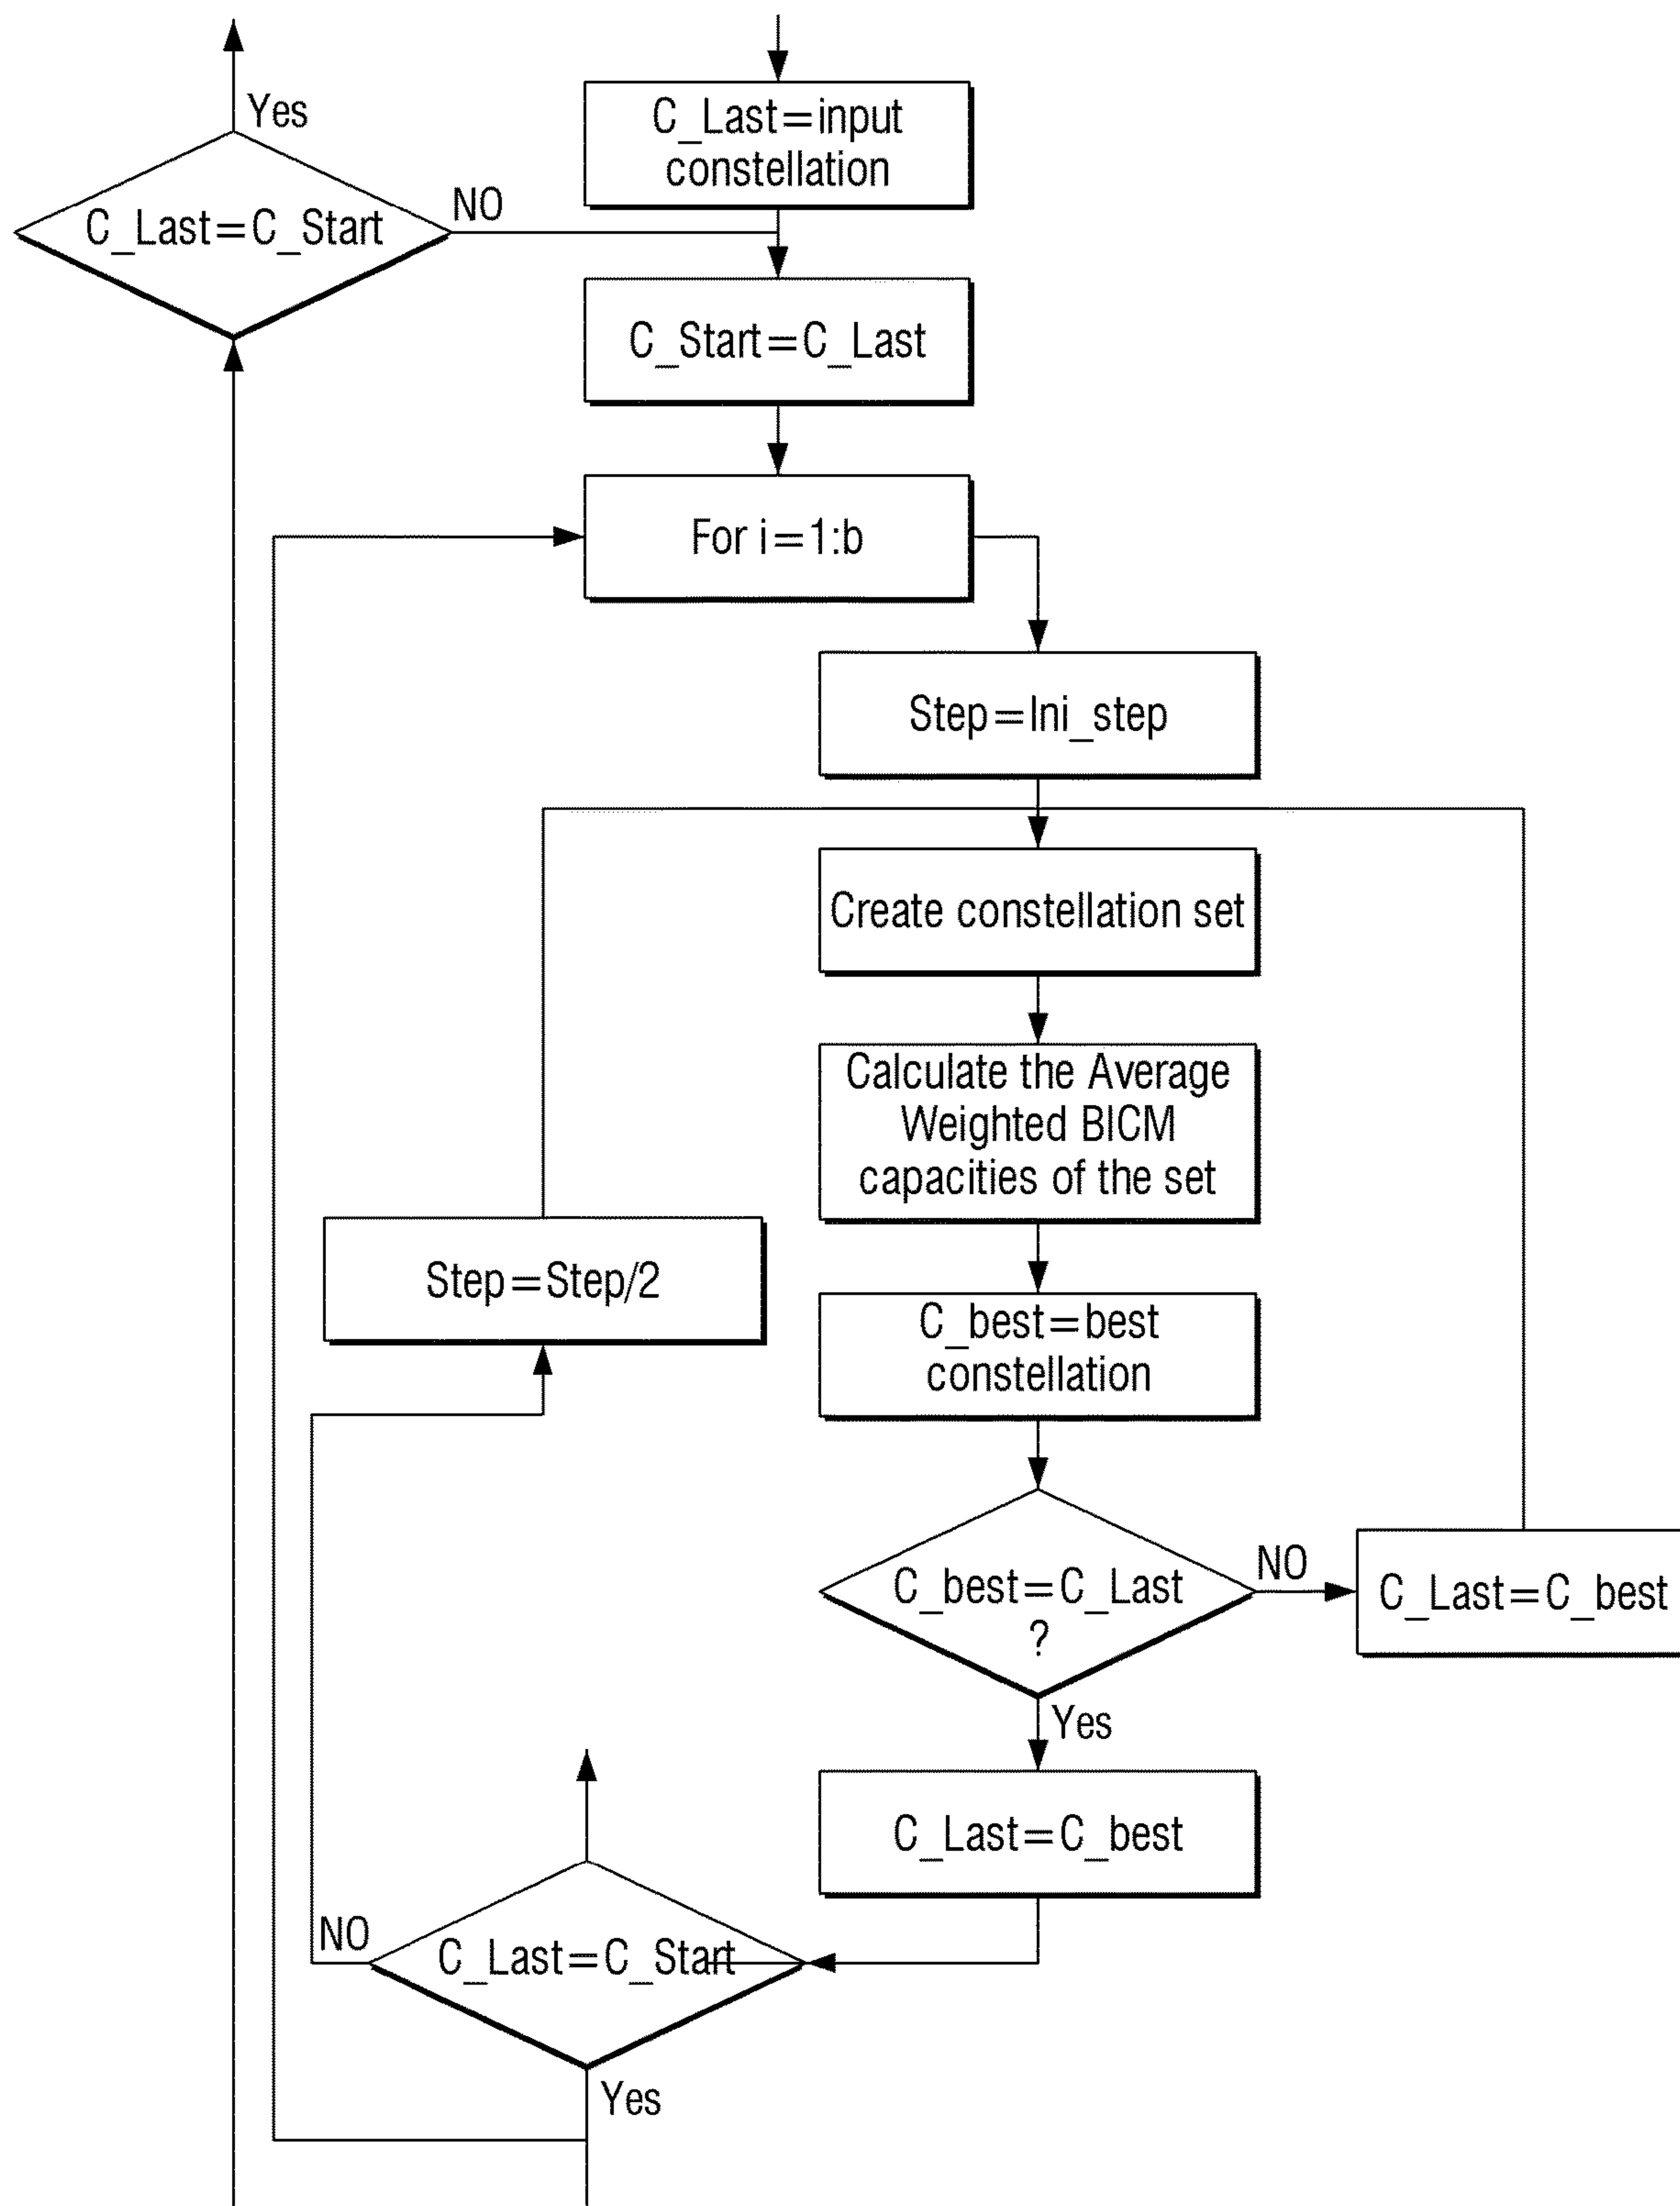 Yes
C_Last=input
constellation
C_Last=C_Start
NO
C_Start=C_Last
For i=1:b
Step=Ini_step
Create constellation set
Calculate the Average
Weighted BICM
capacities of the set
Step=Step/2
C_best=best
constellation
C_best=C_Last
?
NO
C_Last=C_best
Yes
C_Last=C_best
NO
C_Last=C_Start
Yes